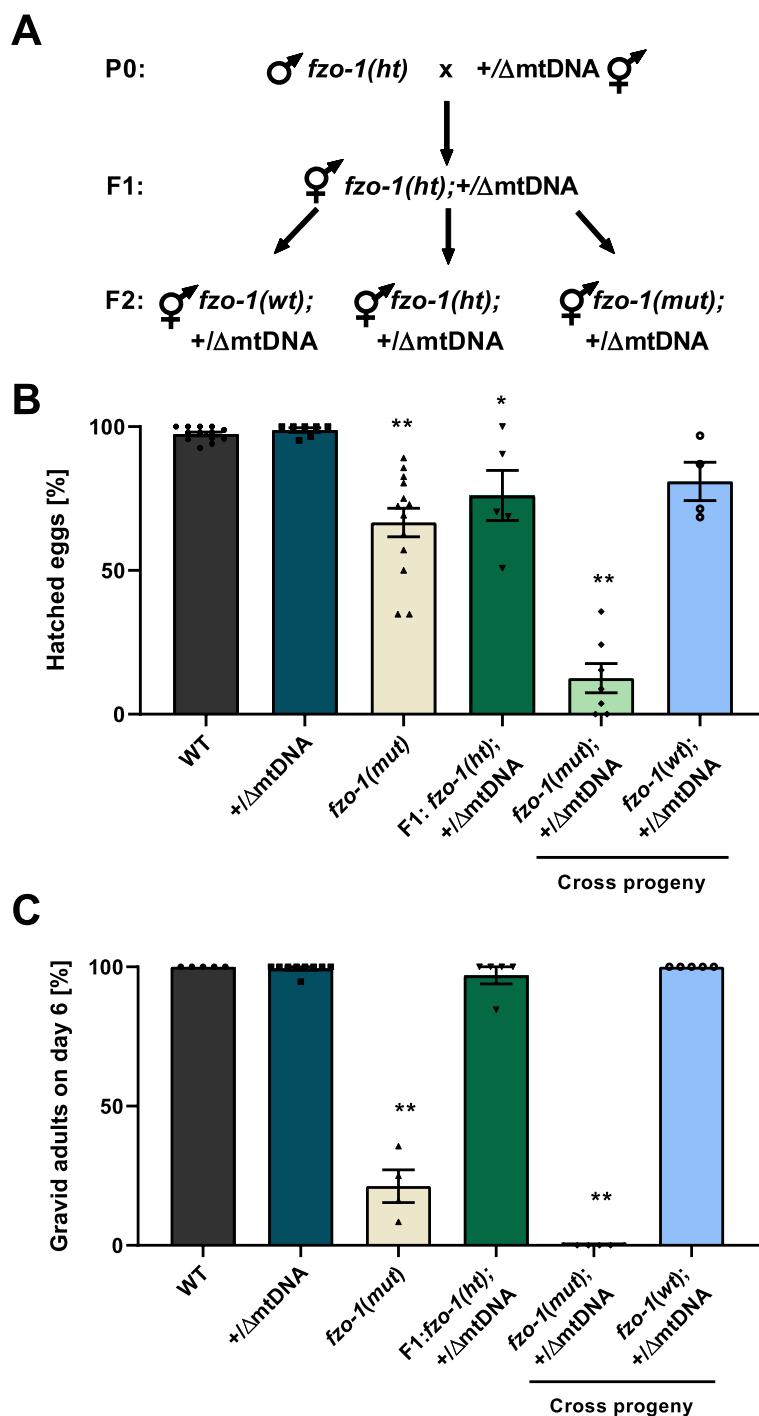 A
P0: ♂ fzo-1(ht) x +/ΔmtDNA ⚥
F1: ⚥ fzo-1(ht);+/ΔmtDNA
F2: ⚥ fzo-1(wt); ⚥ fzo-1(ht); ⚥ fzo-1(mut);
+/ΔmtDNA +/ΔmtDNA +/ΔmtDNA
B
Hatched eggs [%]
100
50
0
**
*
**
WT
+/ΔmtDNA
fzo-1(mut)
F1: fzo-1(ht);
+/ΔmtDNA
fzo-1(mut);
+/ΔmtDNA
fzo-1(wt);
+/ΔmtDNA
Cross progeny
C
Gravid adults on day 6 [%]
100
50
0
**
**
WT
+/ΔmtDNA
fzo-1(mut)
F1:fzo-1(ht);
+/ΔmtDNA
fzo-1(mut);
+/ΔmtDNA
fzo-1(wt);
+/ΔmtDNA
Cross progeny